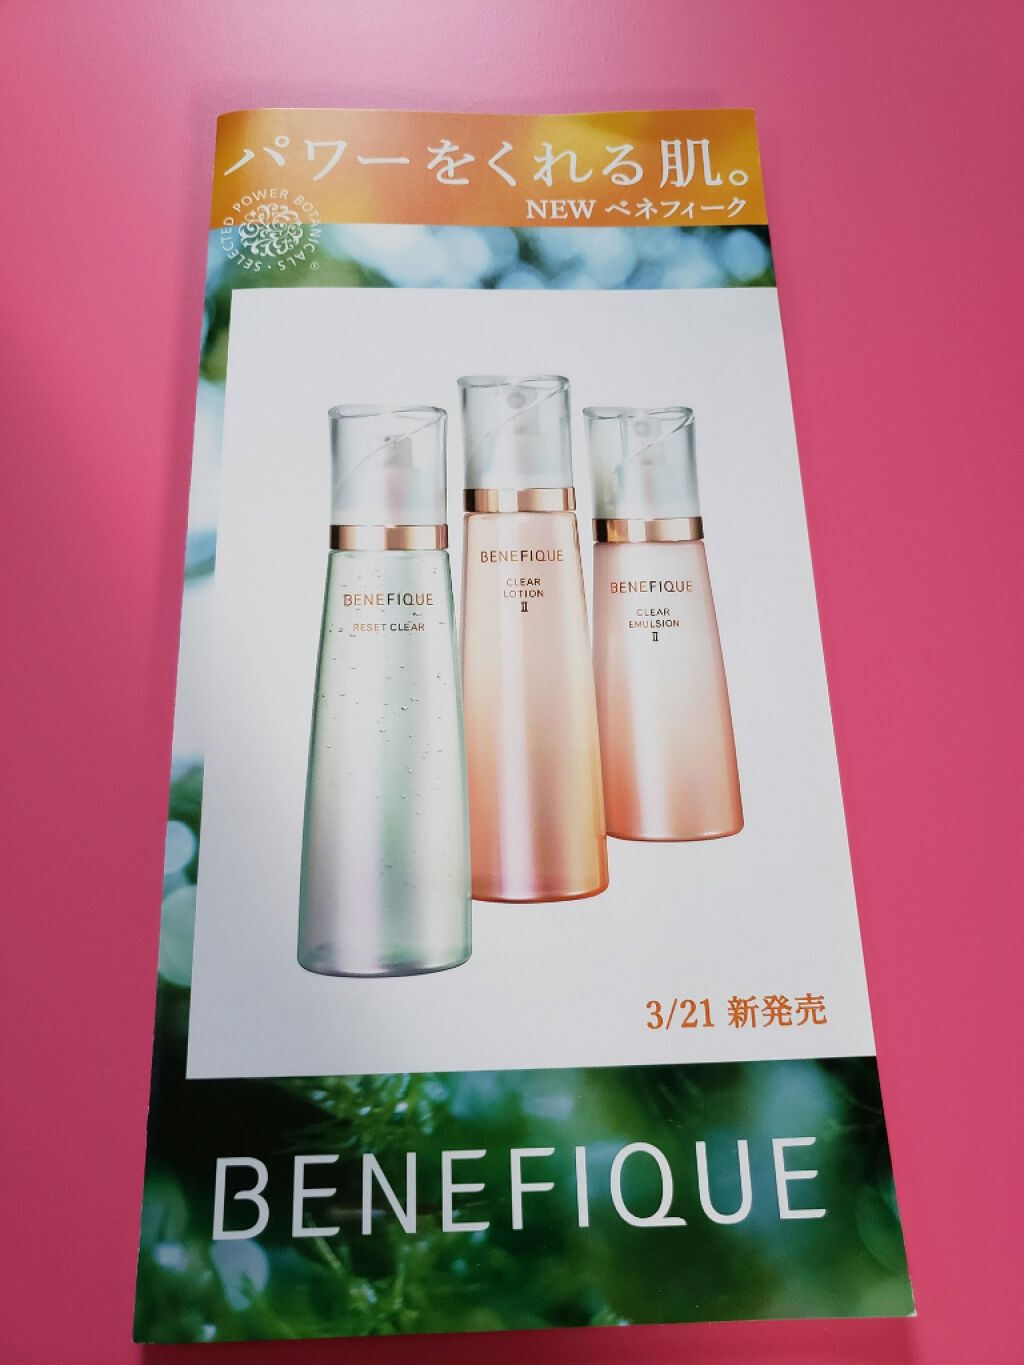 パワーをくれる肌。
NEW ベネフィーク
SELECTED POWER BOTANICALS ®
BENEFIQUE
RESET CLEAR
BENEFIQUE
CLEAR
LOTION
II
BENEFIQUE
CLEAR
EMULSION
II
3/21 新発売
BENEFIQUE